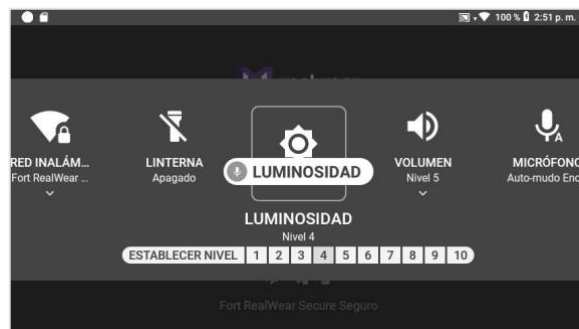 100 % 2:51 p. m.
RED INALÁM...
Fort RealWear ...
LINTERNA
Apagado
LUMINOSIDAD
VOLUMEN
Nivel 5
MICRÓFONO
Auto-mudo Enc
LUMINOSIDAD
Nivel 4
ESTABLECER NIVEL 1 2 3 4 5 6 7 8 9 10
Fort RealWear Secure Seguro